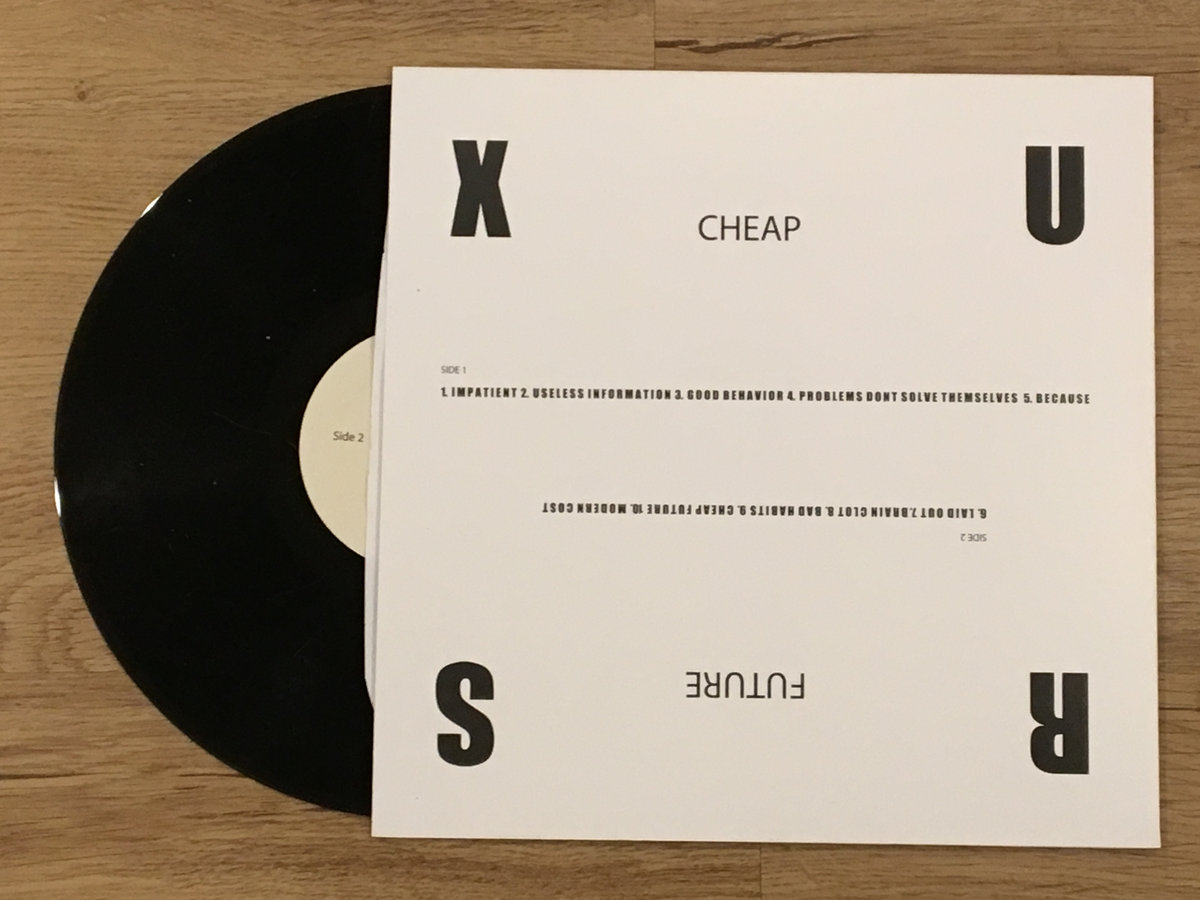 X U
CHEAP
SIDE 1
1. IMPATIENT 2. USELESS INFORMATION 3. GOOD BEHAVIOR 4. PROBLEMS DONT SOLVE THEMSELVES 5. BECAUSE
Side 2
SIDE 2
6. LAID OUT 7. BRAIN CLOT 8. BAD HABITS 9. CHEAP FUTURE 10. MODERN COST
FUTURE
R S